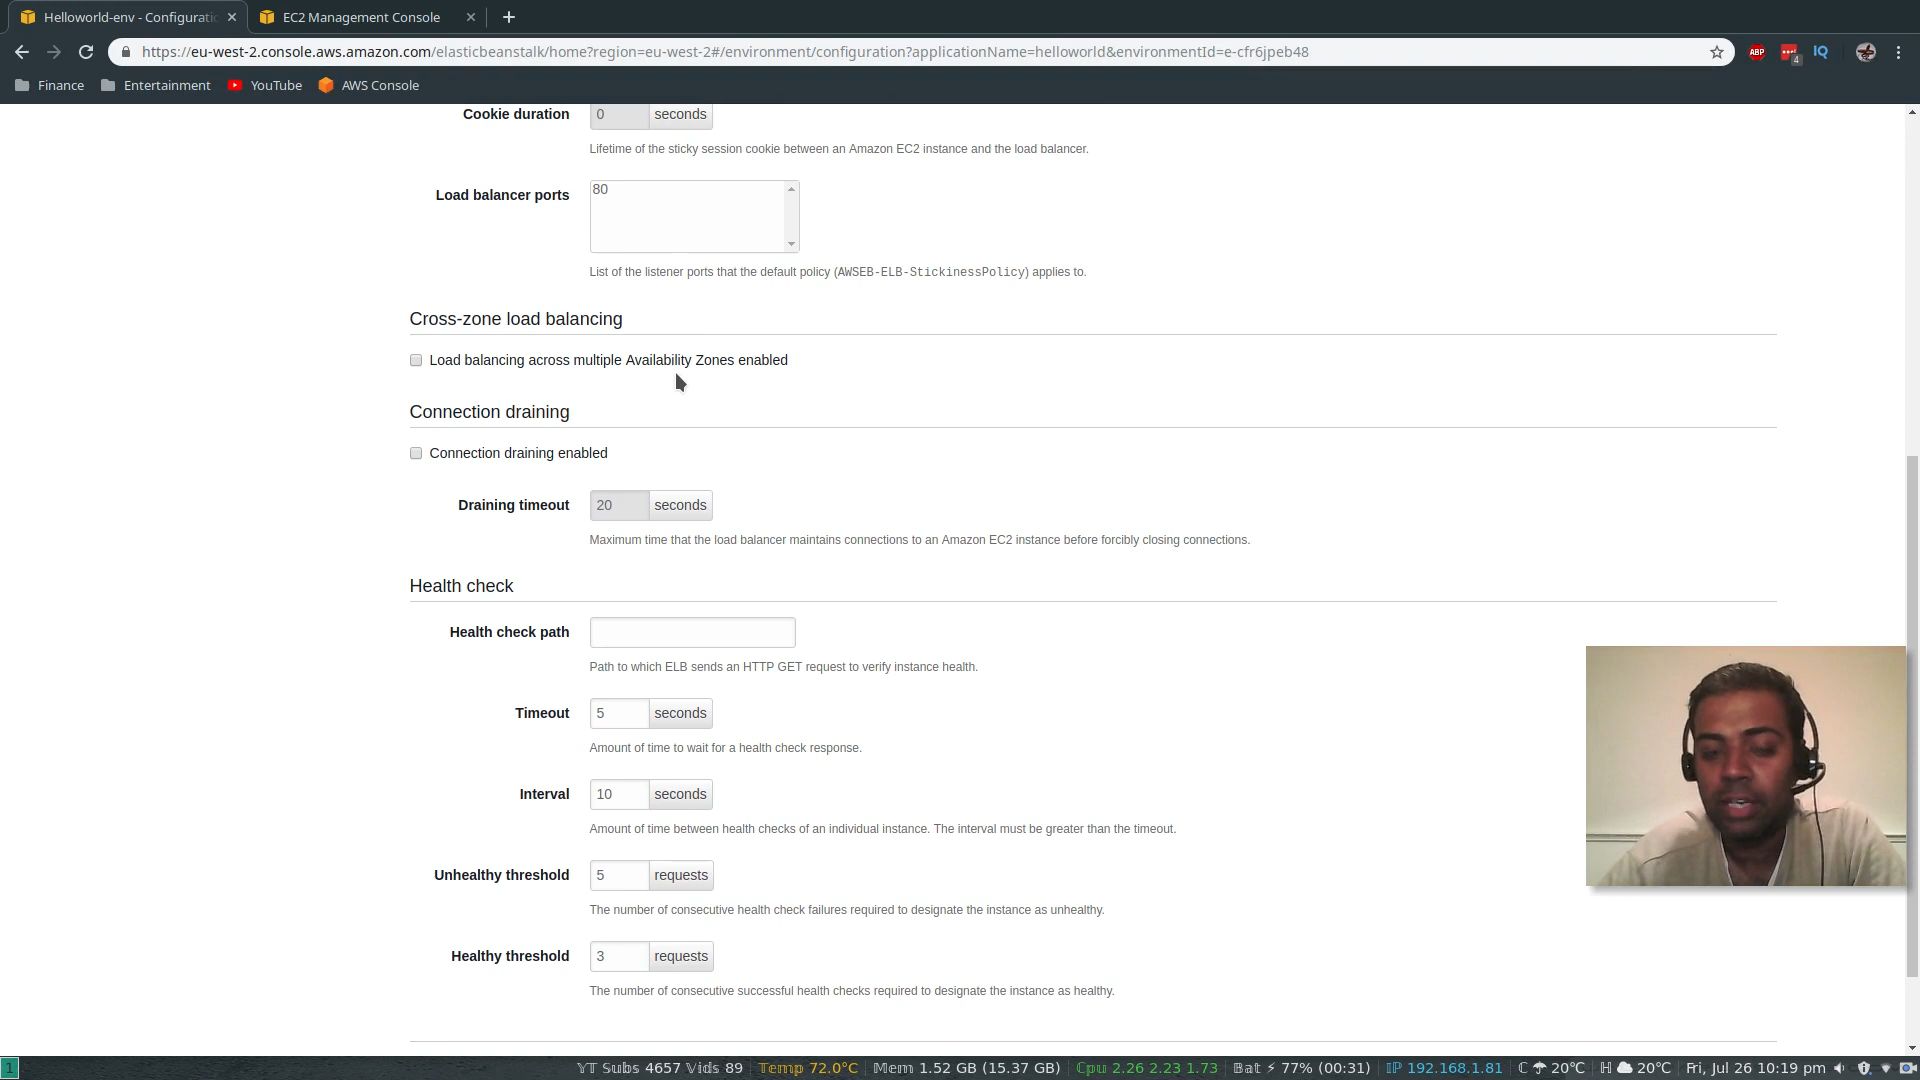 Helloworld-env - Configuratio
EC2 Management Console
https://eu-west-2.console.aws.amazon.com/elasticbeanstalk/home?region=eu-west-2#/environment/configuration?applicationName=helloworld&environmentId=e-cfr6jpeb48
ABP
4
IQ
Finance
Entertainment
YouTube
AWS Console
Cookie duration 0 seconds
Lifetime of the sticky session cookie between an Amazon EC2 instance and the load balancer.
Load balancer ports 80
List of the listener ports that the default policy (AWSEB-ELB-StickinessPolicy) applies to.
Cross-zone load balancing
Load balancing across multiple Availability Zones enabled
Connection draining
Connection draining enabled
Draining timeout 20 seconds
Maximum time that the load balancer maintains connections to an Amazon EC2 instance before forcibly closing connections.
Health check
Health check path
Path to which ELB sends an HTTP GET request to verify instance health.
Timeout 5 seconds
Amount of time to wait for a health check response.
Interval 10 seconds
Amount of time between health checks of an individual instance. The interval must be greater than the timeout.
Unhealthy threshold 5 requests
The number of consecutive health check failures required to designate the instance as unhealthy.
Healthy threshold 3 requests
The number of consecutive successful health checks required to designate the instance as healthy.
1 YT Subs 4657 Vids 89 Temp 72.0°C Mem 1.52 GB (15.37 GB) Cpu 2.26 2.23 1.73 Bat ⚡ 77% (00:31) IP 192.168.1.81 C ☂ 20°C H ☁ 20°C Fri, Jul 26 10:19 pm